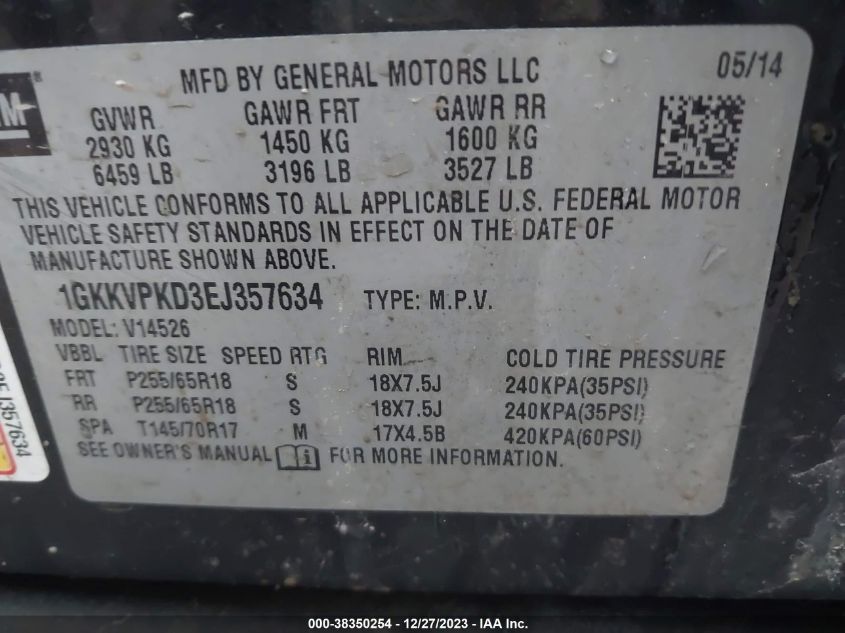 MFD BY GENERAL MOTORS LLC 05/14
GM ®
GVWR GAWR FRT GAWR RR
2930 KG 1450 KG 1600 KG
6459 LB 3196 LB 3527 LB
THIS VEHICLE CONFORMS TO ALL APPLICABLE U.S. FEDERAL MOTOR
VEHICLE SAFETY STANDARDS IN EFFECT ON THE DATE OF
MANUFACTURE SHOWN ABOVE.
1GKKVPKD3EJ357634 TYPE: M.P.V.
MODEL: V14526
VBBL TIRE SIZE SPEED RTG RIM COLD TIRE PRESSURE
FRT P255/65R18 S 18X7.5J 240KPA(35PSI)
RR P255/65R18 S 18X7.5J 240KPA(35PSI)
SPA T145/70R17 M 17X4.5B 420KPA(60PSI)
SEE OWNER'S MANUAL i FOR MORE INFORMATION.
000-38350254 - 12/27/2023 - IAA Inc.